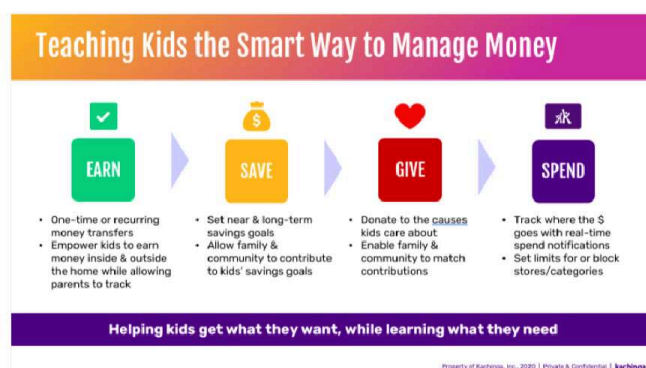 Teaching Kids the Smart Way to Manage Money
$
EARN
SAVE
GIVE
SPEND
• One-time or recurring
money transfers
• Empower kids to earn
money inside & outside
the home while allowing
parents to track
• Set near & long-term
savings goals
• Allow family &
community to contribute
to kids' savings goals
• Donate to the causes
kids care about
• Enable family &
community to match
contributions
• Track where the $
goes with real-time
spend notifications
• Set limits for or block
stores/categories
Helping kids get what they want, while learning what they need
Property of Kachinga, Inc., 2020 | Private & Confidential | kachinga